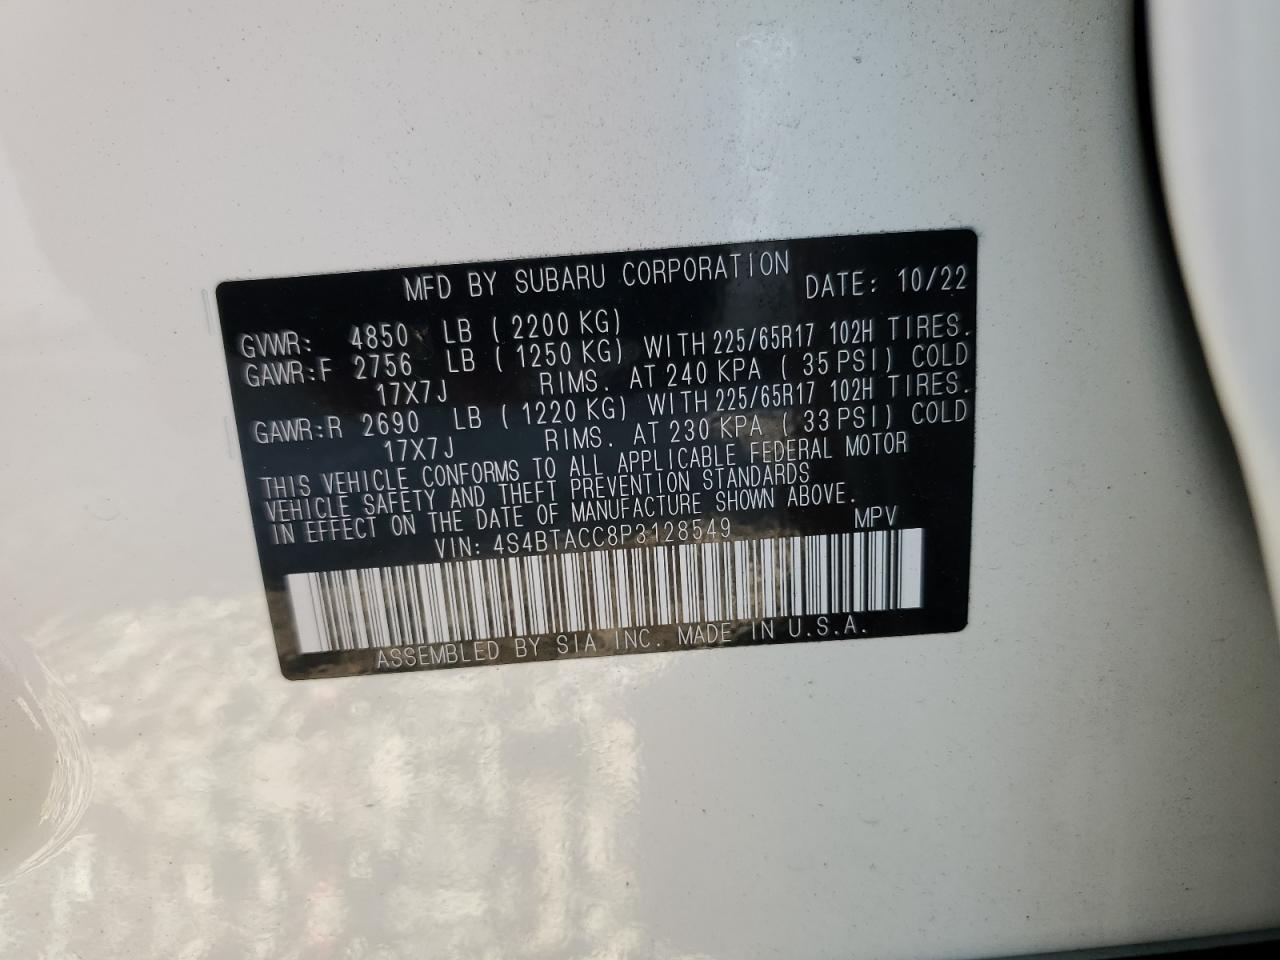 MFD BY SUBARU CORPORATION DATE: 10/22
GVWR: 4850 LB ( 2200 KG)
GAWR:F 2756 LB ( 1250 KG) WITH 225/65R17 102H TIRES.
17X7J RIMS. AT 240 KPA ( 35 PSI) COLD
GAWR:R 2690 LB ( 1220 KG) WITH 225/65R17 102H TIRES.
17X7J RIMS. AT 230 KPA ( 33 PSI) COLD
THIS VEHICLE CONFORMS TO ALL APPLICABLE FEDERAL MOTOR
VEHICLE SAFETY AND THEFT PREVENTION STANDARDS
IN EFFECT ON THE DATE OF MANUFACTURE SHOWN ABOVE.
VIN: 4S4BTACC8P3128549 MPV
ASSEMBLED BY SIA INC. MADE IN U.S.A.